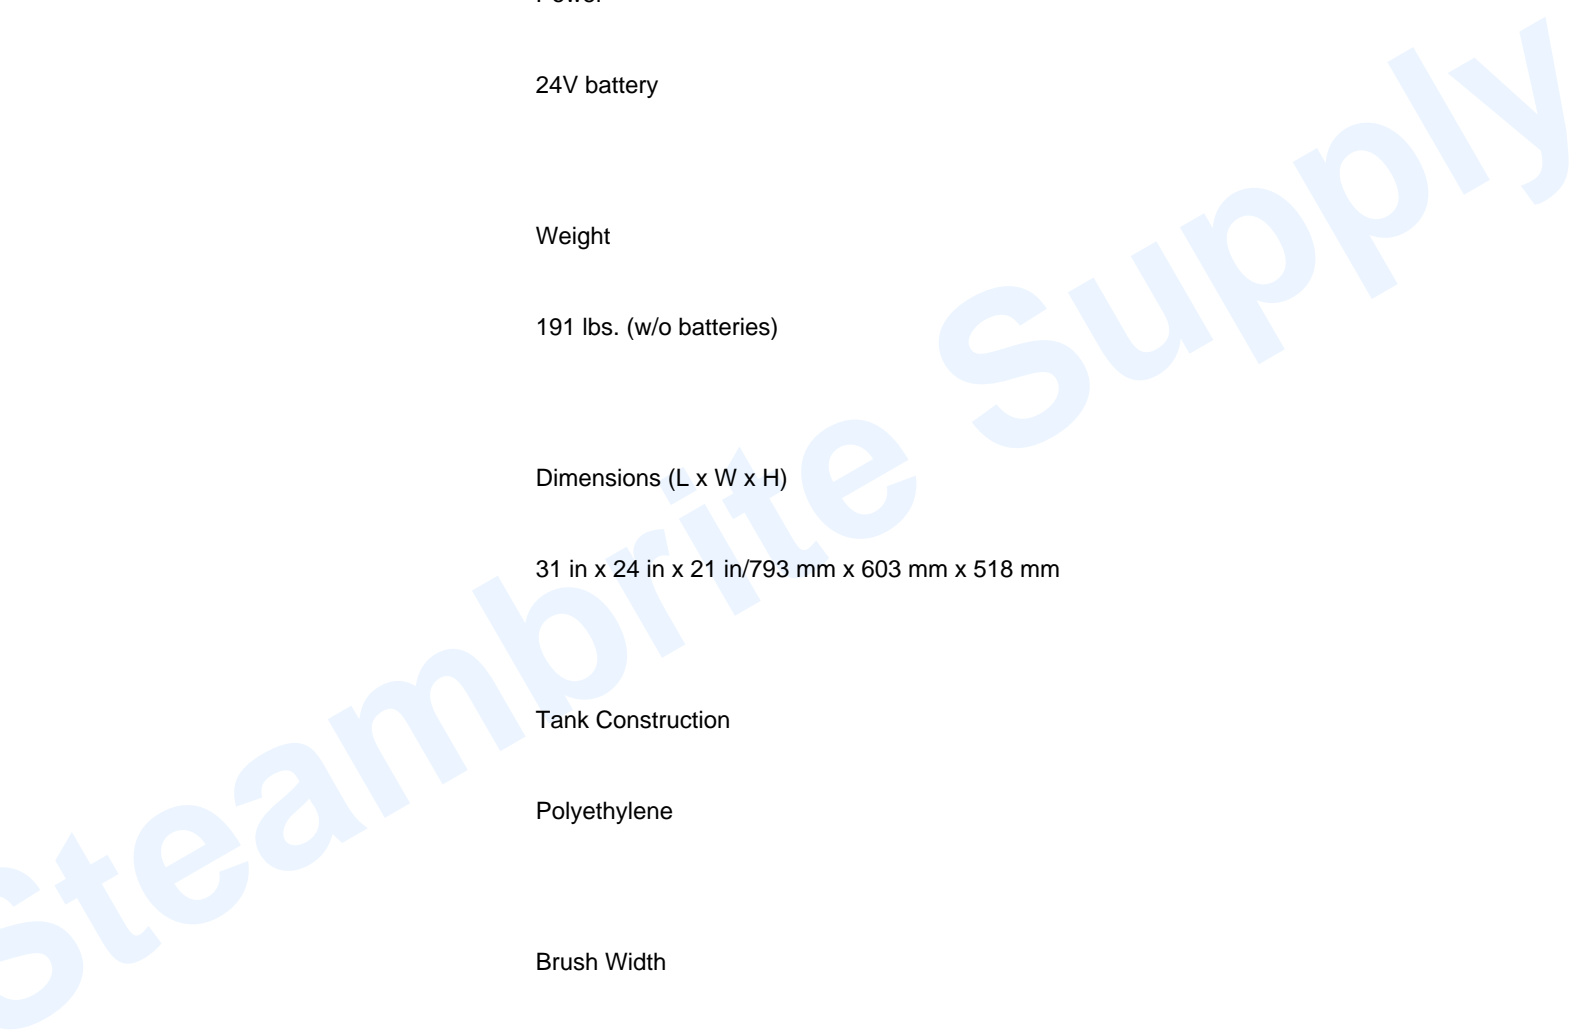 Power
24V battery
Weight
191 lbs. (w/o batteries)
Dimensions (L x W x H)
31 in x 24 in x 21 in/793 mm x 603 mm x 518 mm
Tank Construction
Polyethylene
Brush Width
Steambrite Supply